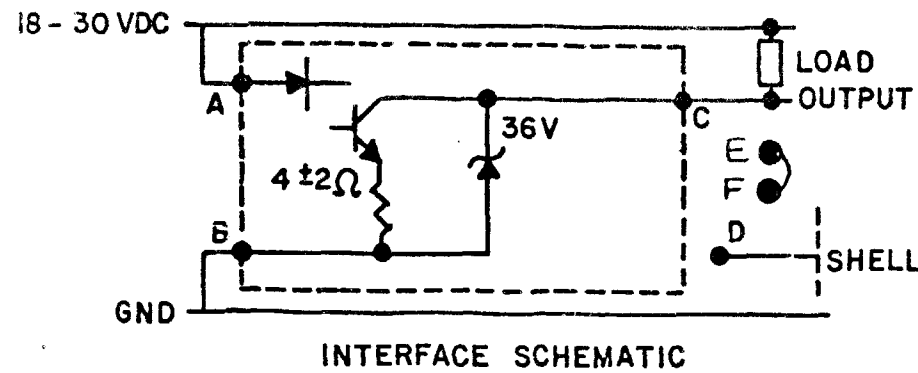 18 - 30 VDC
LOAD
OUTPUT
A
C
36V
4 ±2Ω
E
F
D
B
SHELL
GND
INTERFACE SCHEMATIC